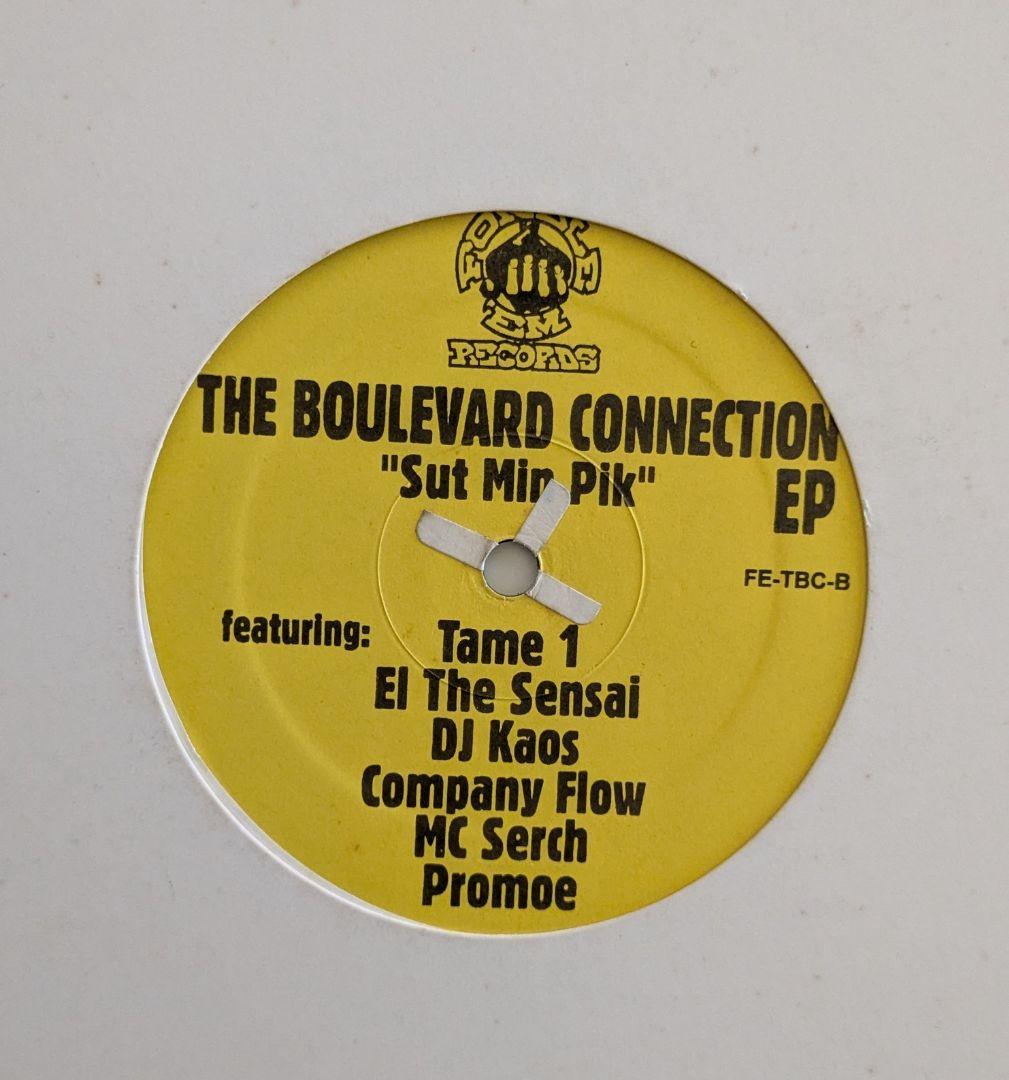 FORCE
'EM
RECORDS
THE BOULEVARD CONNECTION
"Sut Min Pik"
EP
FE-TBC-B
featuring:
Tame 1
El The Sensai
DJ Kaos
Company Flow
MC Serch
Promoe